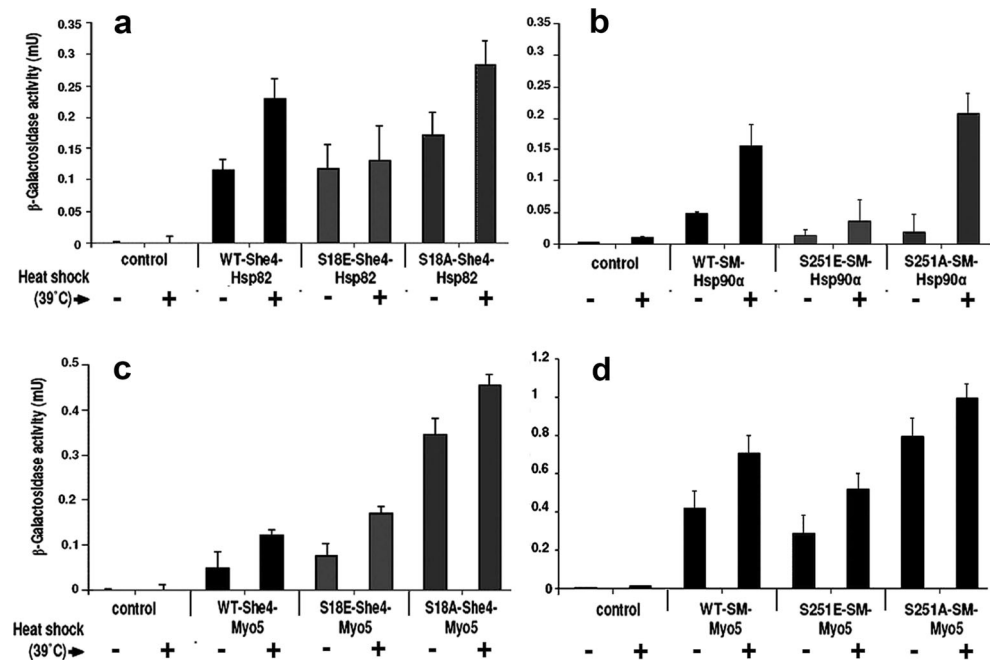 a
β-Galactosidase activity (mU)
0.35
0.3
0.25
0.2
0.15
0.1
0.05
0
control
WT-She4-
Hsp82
S18E-She4-
Hsp82
S18A-She4-
Hsp82
Heat shock
(39˚C)
- + - + - + - +
b
0.35
0.3
0.25
0.2
0.15
0.1
0.05
0
control
WT-SM-
Hsp90α
S251E-SM-
Hsp90α
S251A-SM-
Hsp90α
- + - + - + - +
c
β-Galactosidase activity (mU)
0.5
0.4
0.3
0.2
0.1
0
control
WT-She4-
Myo5
S18E-She4-
Myo5
S18A-She4-
Myo5
Heat shock
(39˚C)
- + - + - + - +
d
1.2
1
0.8
0.6
0.4
0.2
0
control
WT-SM-
Myo5
S251E-SM-
Myo5
S251A-SM-
Myo5
- + - + - + - +